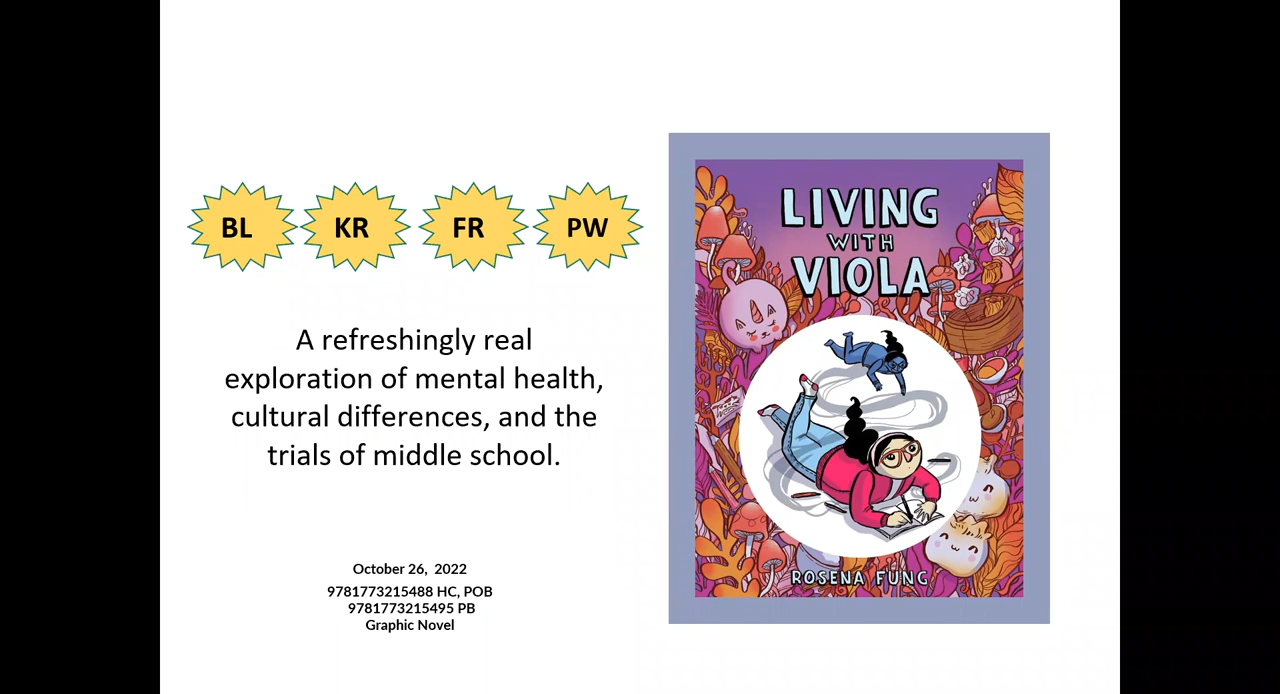 BL KR FR PW
A refreshingly real
exploration of mental health,
cultural differences, and the
trials of middle school.
October 26, 2022
9781773215488 HC, POB
9781773215495 PB
Graphic Novel
LIVING
WITH
VIOLA
ROSENA FUNG